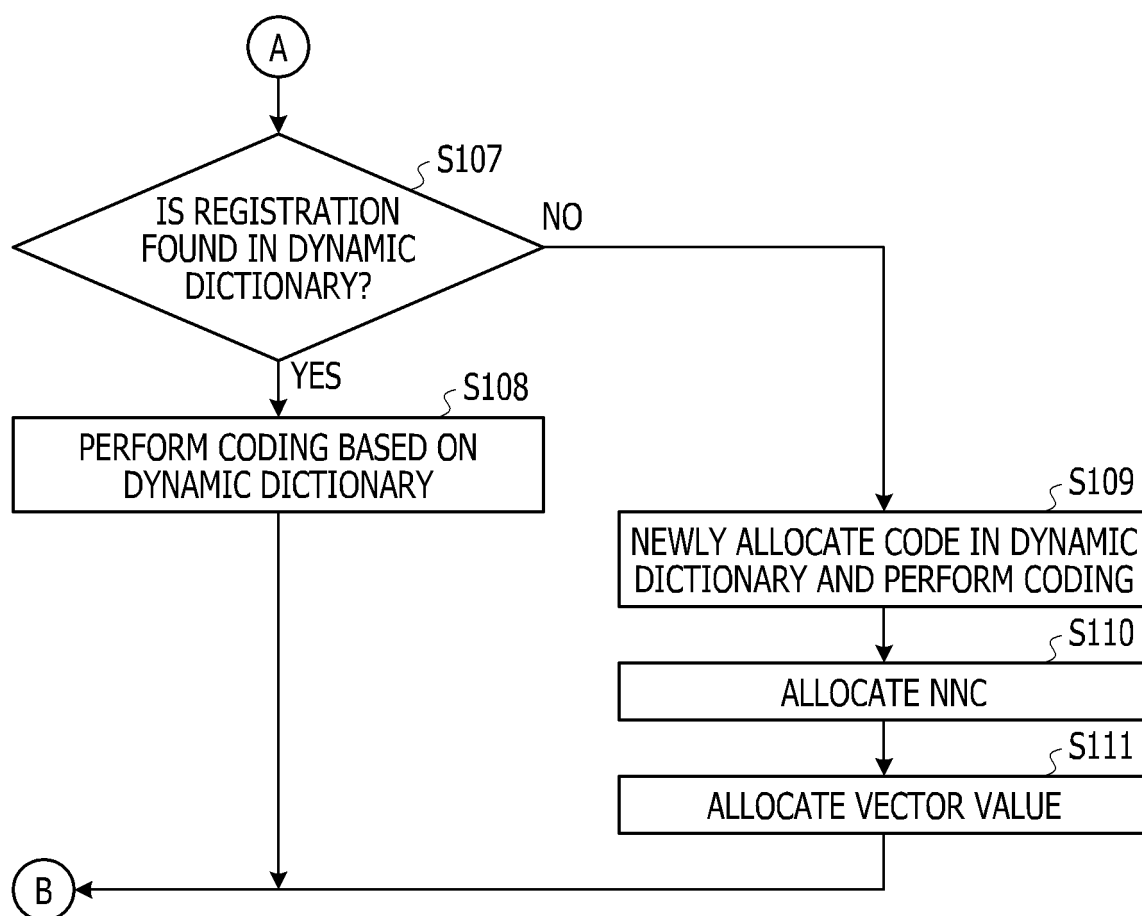 A
S107
IS REGISTRATION
FOUND IN DYNAMIC
DICTIONARY?
NO
YES
S108
PERFORM CODING BASED ON
DYNAMIC DICTIONARY
S109
NEWLY ALLOCATE CODE IN DYNAMIC
DICTIONARY AND PERFORM CODING
S110
ALLOCATE NNC
S111
ALLOCATE VECTOR VALUE
B